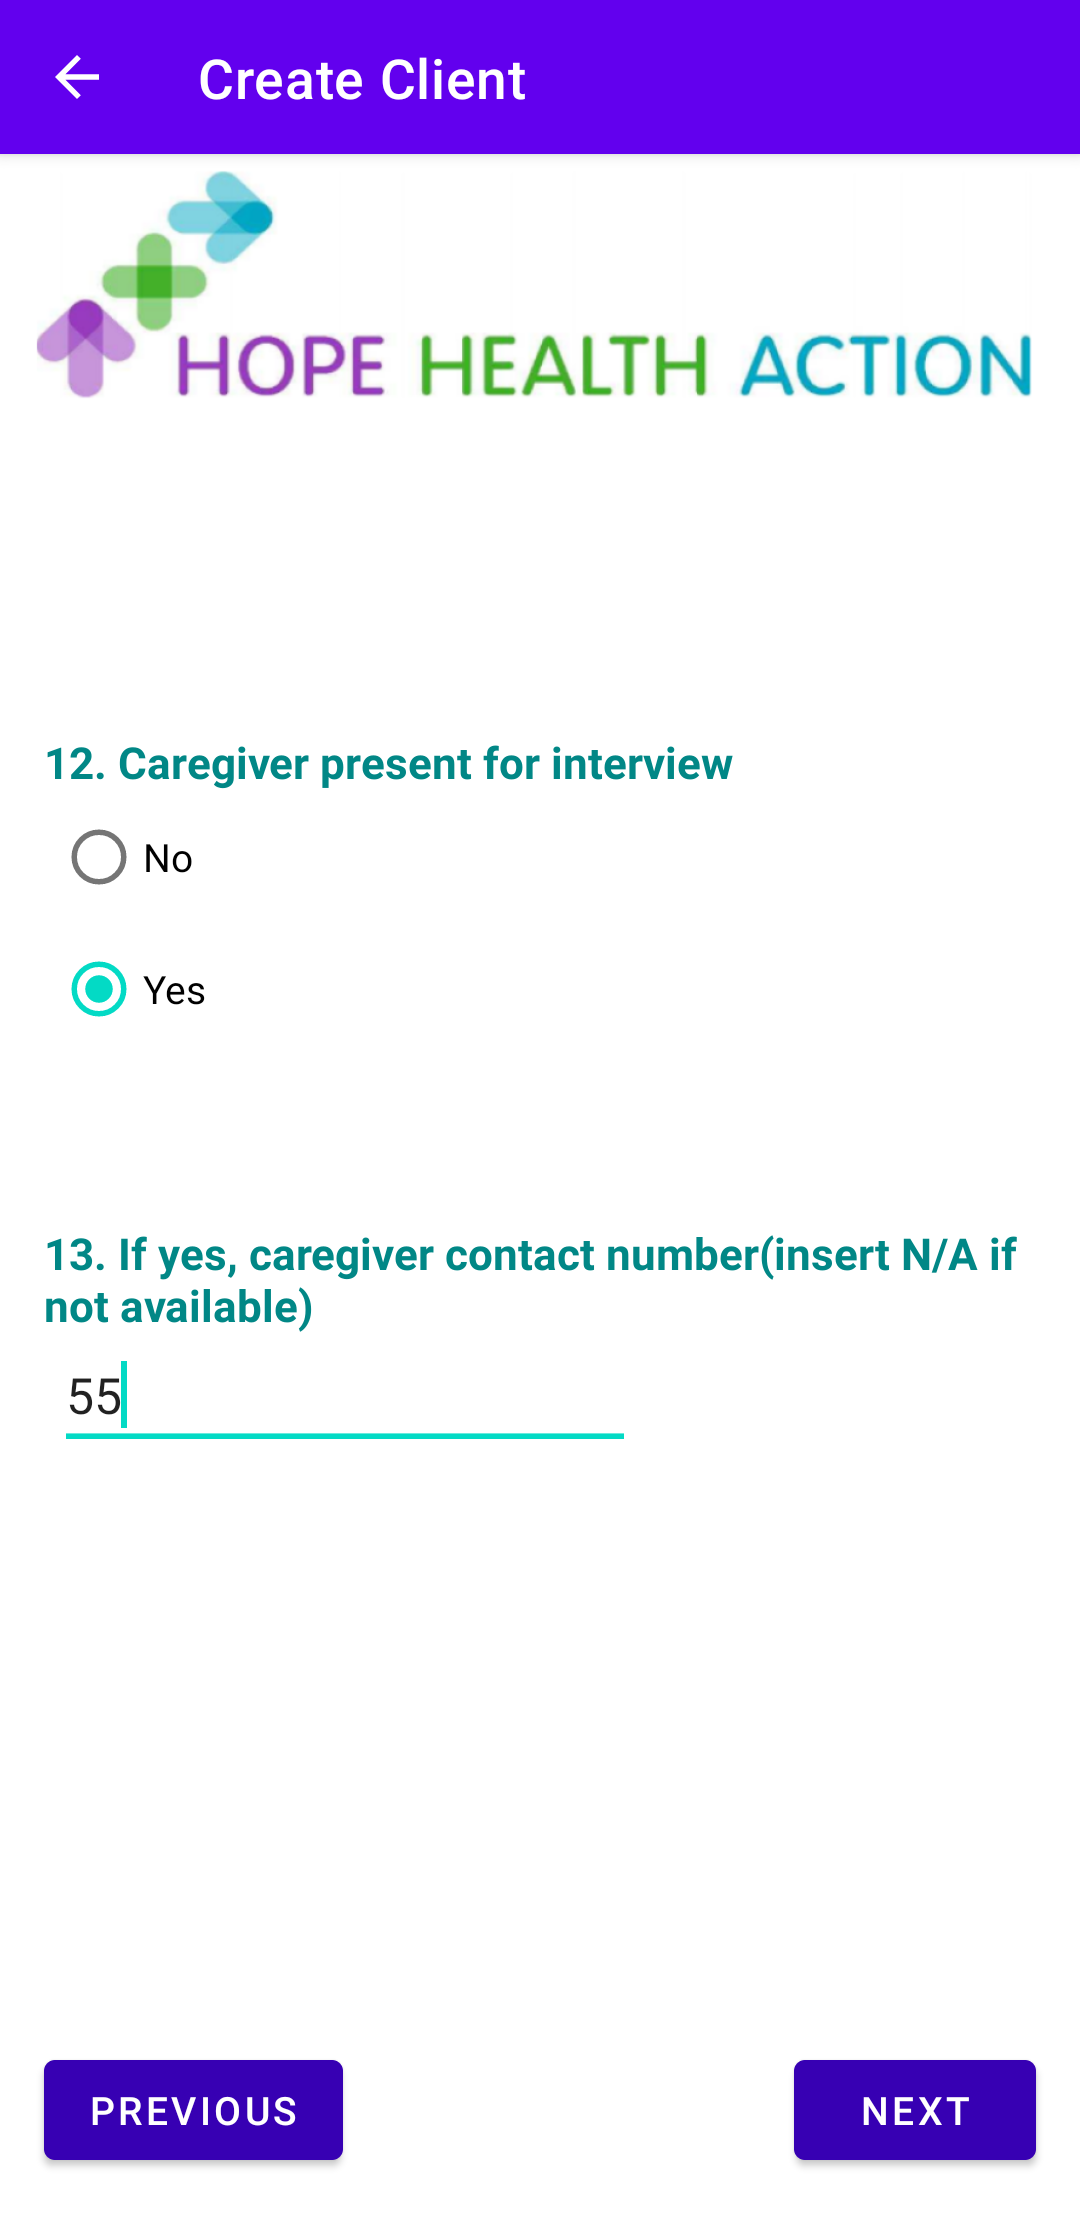 Create Client
HOPE HEALTH ACTION
12. Caregiver present for interview
No
Yes
13. If yes, caregiver contact number(insert N/A if
not available)
55
PREVIOUS
NEXT